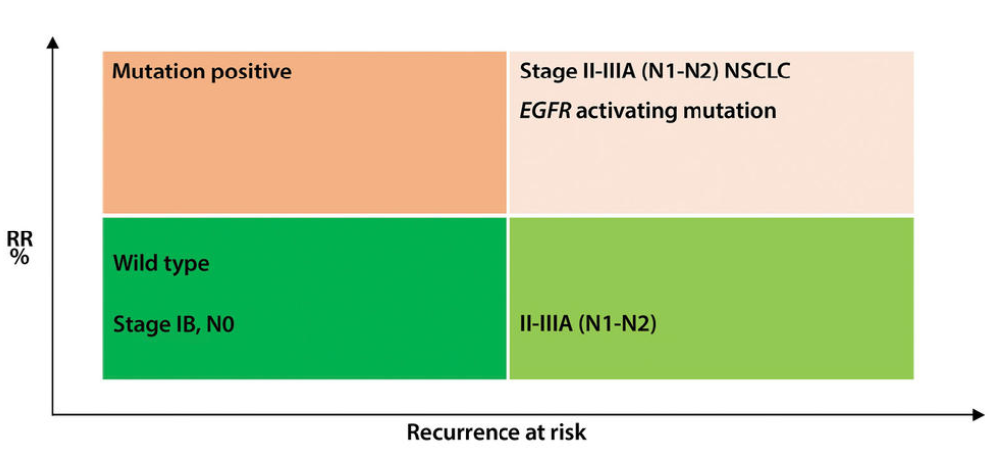 Mutation positive
Stage II-IIIA (N1-N2) NSCLC
EGFR activating mutation
RR
%
Wild type
Stage IB, N0
II-IIIA (N1-N2)
Recurrence at risk